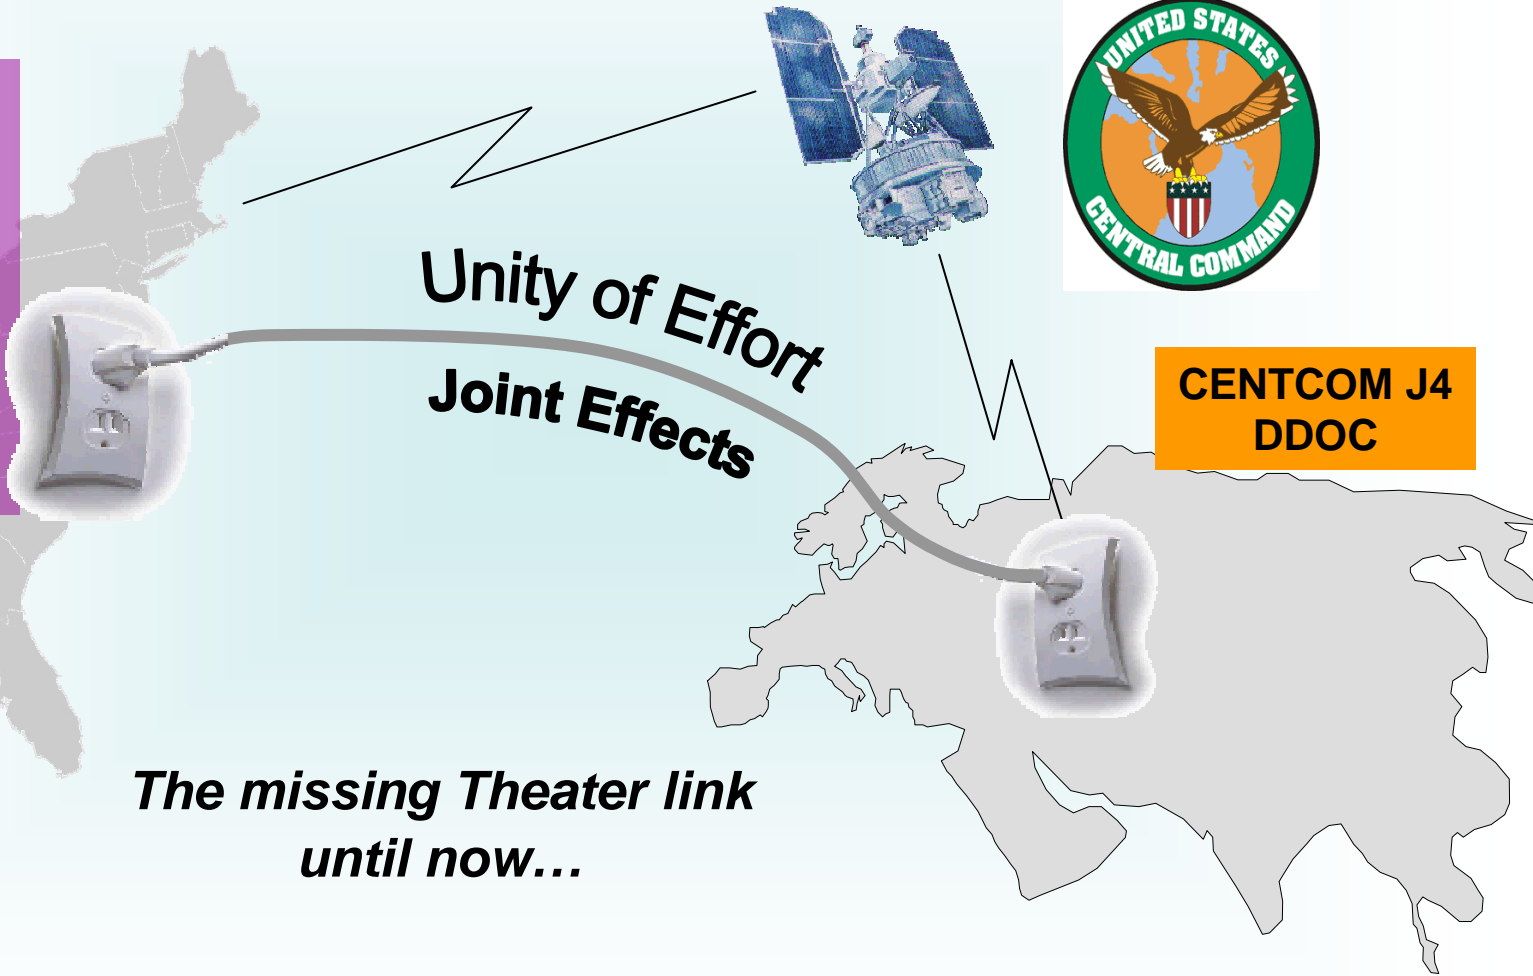 UNITED STATES
CENTRAL COMMAND
Unity of Effort
Joint Effects
CENTCOM J4
DDOC
The missing Theater link
until now…